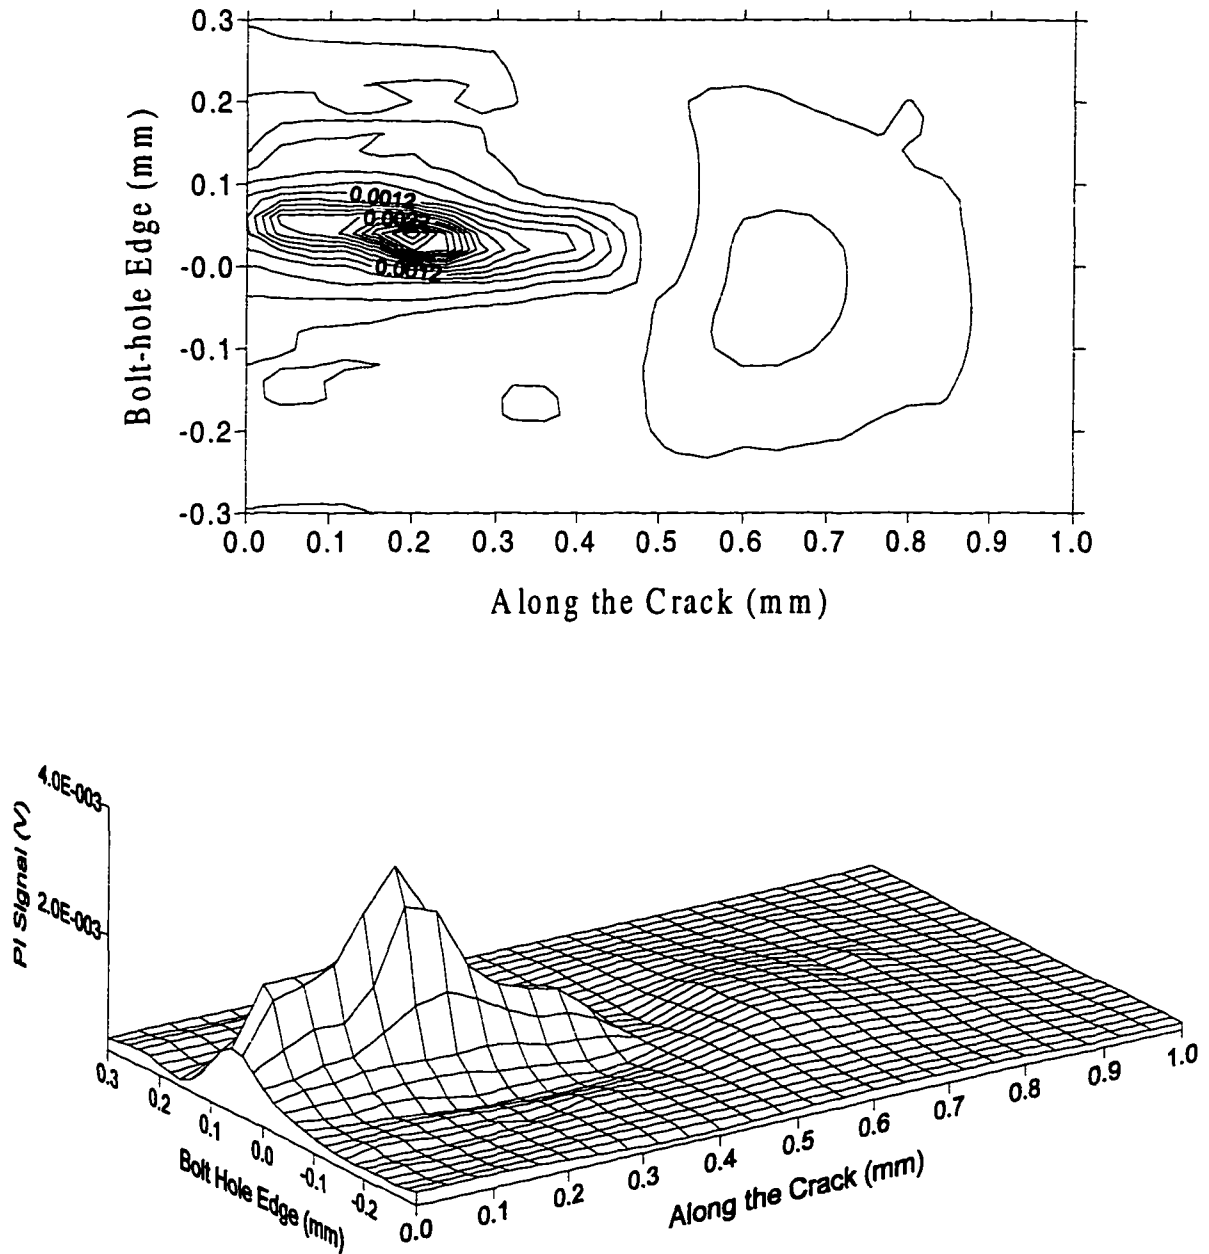 0.3
0.2
0.1
-0.0
-0.1
-0.2
-0.3
Bolt-hole Edge (mm)
0.0012
0.0022
0.0012
0.0 0.1 0.2 0.3 0.4 0.5 0.6 0.7 0.8 0.9 1.0
Along the Crack (mm)
4.0E-003
2.0E-003
PI Signal (V)
0.3
0.2
0.1
0.0
-0.1
-0.2
Bolt Hole Edge (mm)
0.0 0.1 0.2 0.3 0.4 0.5 0.6 0.7 0.8 0.9 1.0
Along the Crack (mm)